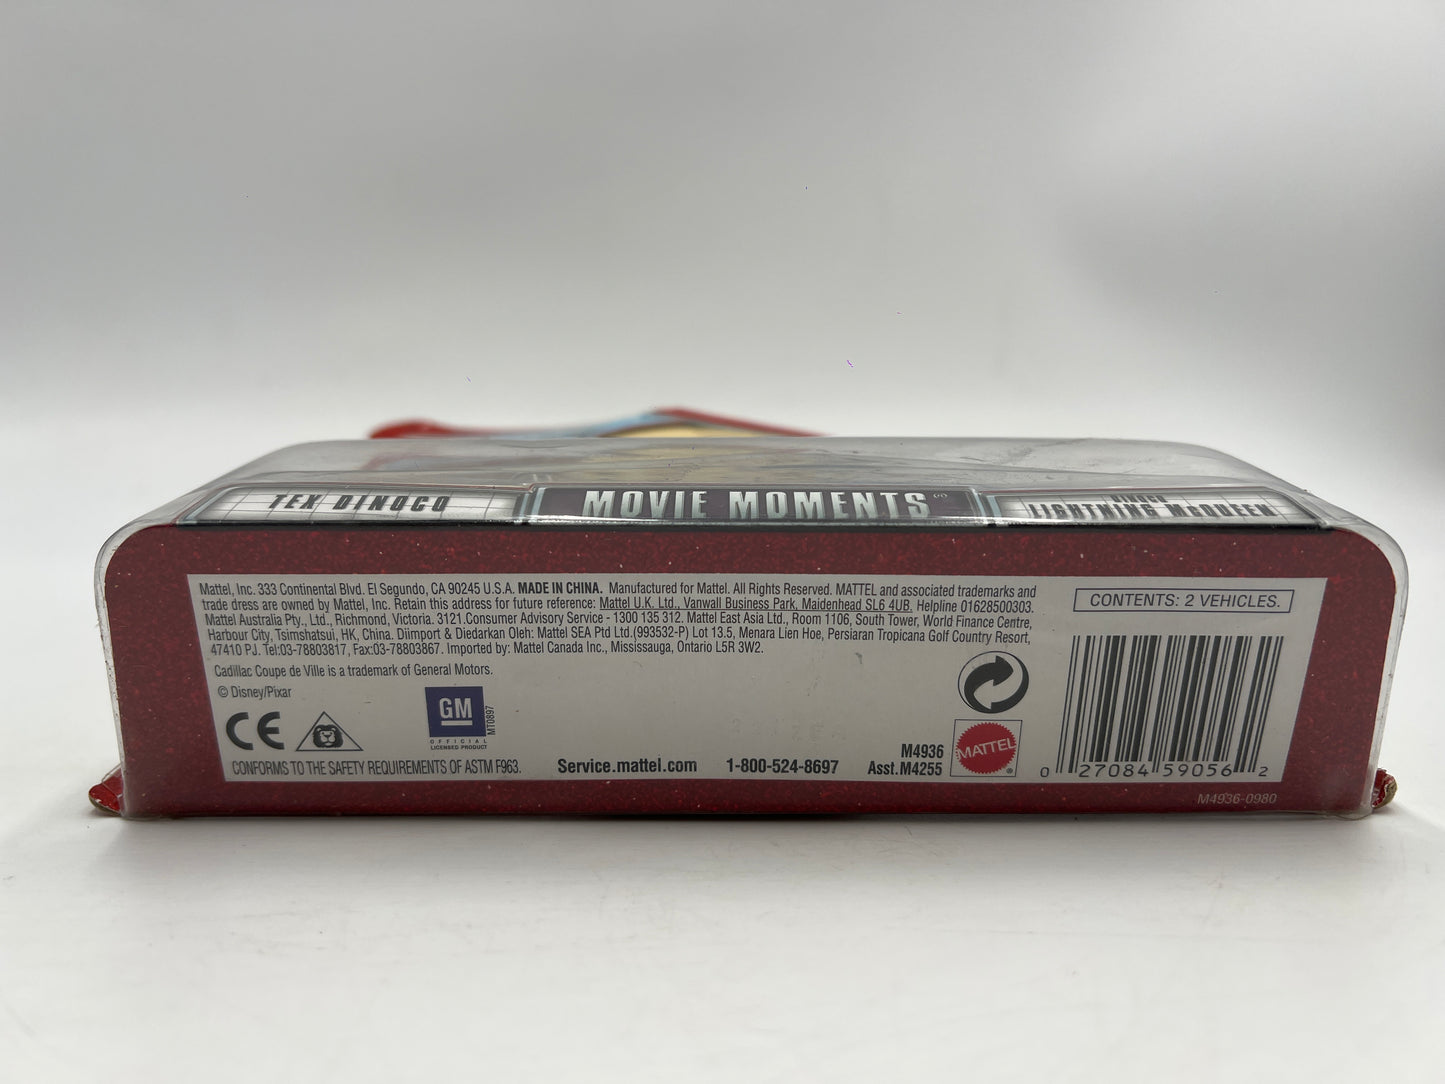 TEX DINOCO
MOVIE MOMENTS
DINOCO
LIGHTNING McQUEEN
Mattel, Inc. 333 Continental Blvd. El Segundo, CA 90245 U.S.A. MADE IN CHINA. Manufactured for Mattel. All Rights Reserved. MATTEL and associated trademarks and
trade dress are owned by Mattel, Inc. Retain this address for future reference: Mattel U.K. Ltd., Vanwall Business Park, Maidenhead SL6 4UB. Helpline 01628500303.
Mattel Australia Pty., Ltd., Richmond, Victoria. 3121.Consumer Advisory Service - 1300 135 312. Mattel East Asia Ltd., Room 1106, South Tower, World Finance Centre,
Harbour City, Tsimshatsui, HK, China. Diimport & Diedarkan Oleh: Mattel SEA Ptd Ltd.(993532-P) Lot 13.5, Menara Lien Hoe, Persiaran Tropicana Golf Country Resort,
47410 PJ. Tel:03-78803817, Fax:03-78803867. Imported by: Mattel Canada Inc., Mississauga, Ontario L5R 3W2.
Cadillac Coupe de Ville is a trademark of General Motors.
© Disney/Pixar
CE
GM
OFFICIAL
LICENSED PRODUCT
MT0897
CONFORMS TO THE SAFETY REQUIREMENTS OF ASTM F963.
Service.mattel.com
1-800-524-8697
M4936
Asst.M4255
MATTEL
®
CONTENTS: 2 VEHICLES.
0 27084 59056 2
M4936-0980